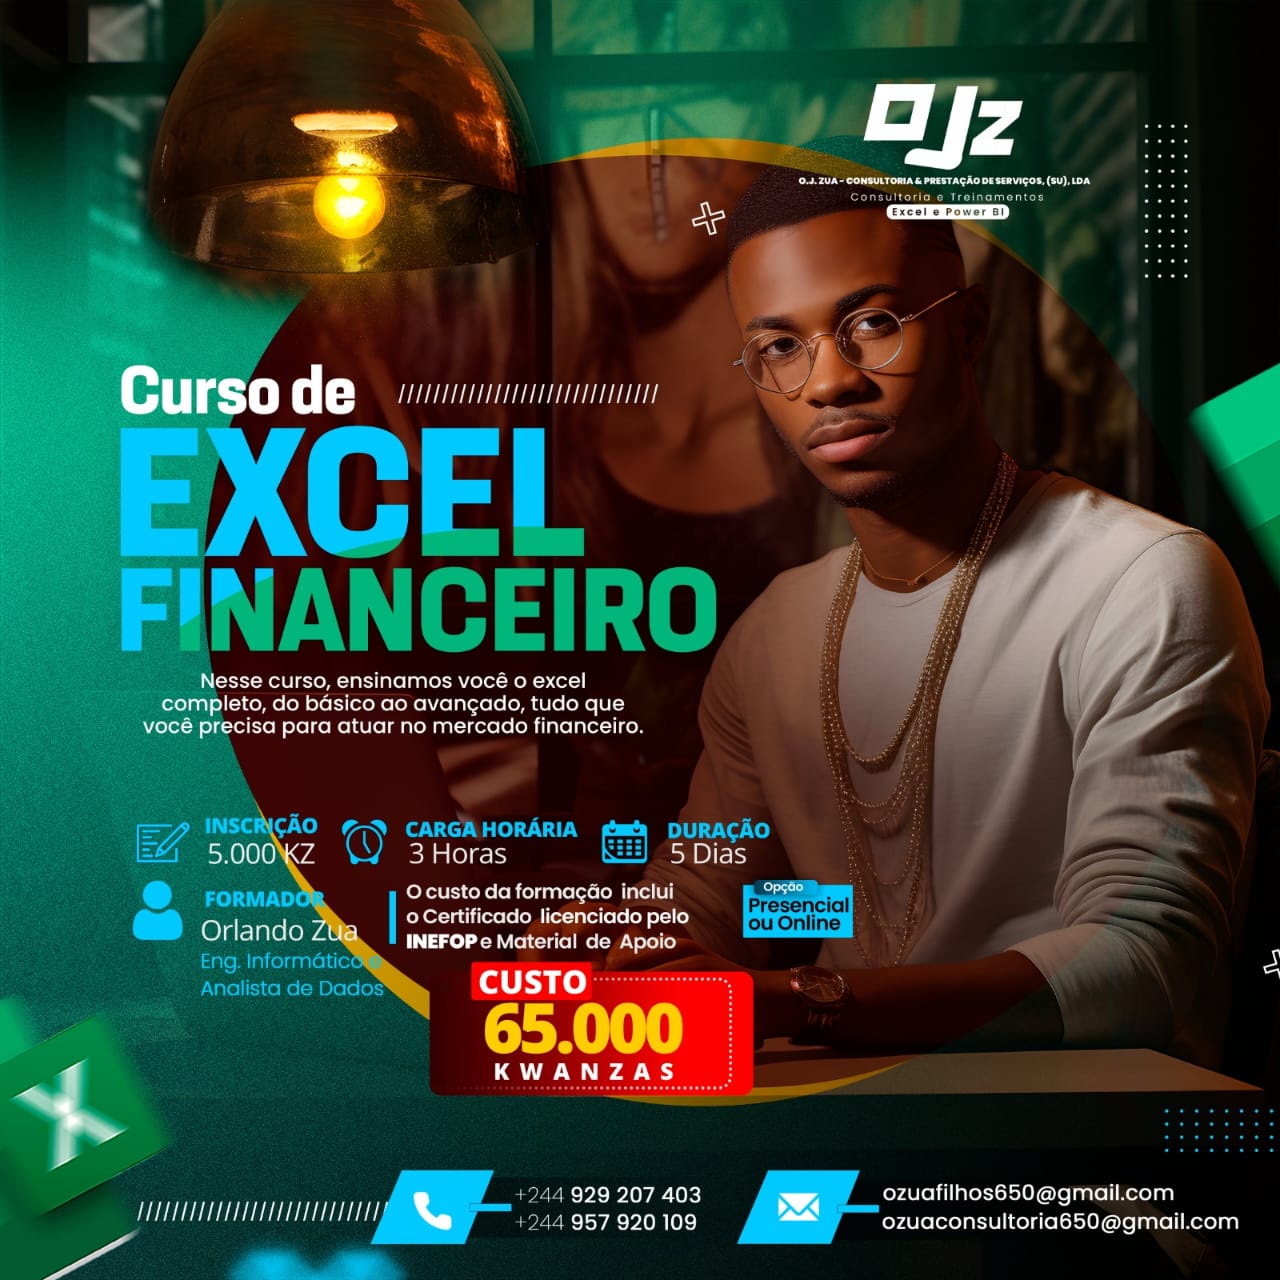 OJZ
O.J. ZUA - CONSULTORIA & PRESTAÇÃO DE SERVIÇOS, (SU), LDA
Consultoria e Treinamentos
Excel e Power BI
Curso de
EXCEL
FINANCEIRO
Nesse curso, ensinamos você o excel
completo, do básico ao avançado, tudo que
você precisa para atuar no mercado financeiro.
INSCRIÇÃO
5.000 KZ
CARGA HORÁRIA
3 Horas
DURAÇÃO
5 Dias
FORMADOR
Orlando Zua
Eng. Informático e
Analista de Dados
O custo da formação inclui
o Certificado licenciado pelo
INEFOP e Material de Apoio
Opção
Presencial
ou Online
CUSTO
65.000
KWANZAS
X
+244 929 207 403
+244 957 920 109
ozuafilhos650@gmail.com
ozuaconsultoria650@gmail.com